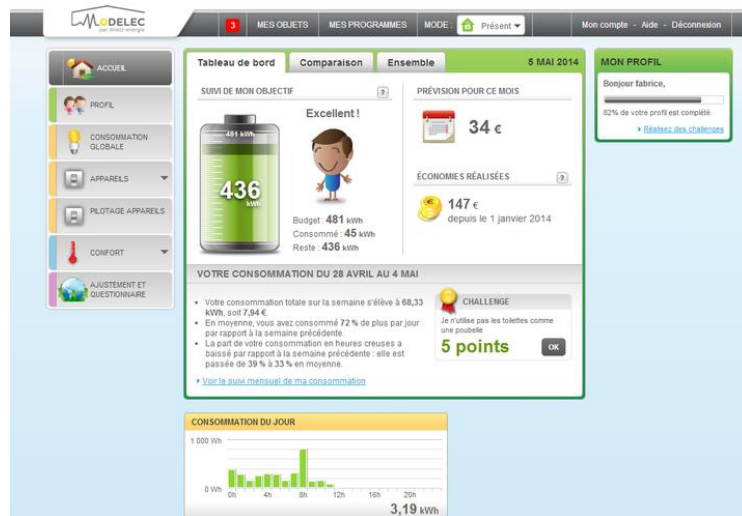 MODELEC
par direct energie
3 MES OBJETS MES PROGRAMMES MODE : Présent
Mon compte - Aide - Déconnexion
ACCUEIL
PROFIL
CONSOMMATION
GLOBALE
APPAREILS
PILOTAGE APPAREILS
CONFORT
AJUSTEMENT ET
QUESTIONNAIRE
Tableau de bord Comparaison Ensemble 5 MAI 2014
SUIVI DE MON OBJECTIF ?
481 kWh
436
kWh
Excellent !
Budget : 481 kWh
Consommé : 45 kWh
Reste : 436 kWh
PRÉVISION POUR CE MOIS
34 €
ÉCONOMIES RÉALISÉES ?
147 €
depuis le 1 janvier 2014
VOTRE CONSOMMATION DU 28 AVRIL AU 4 MAI
Votre consommation totale sur la semaine s'élève à 68,33
kWh, soit 7,94 €.
En moyenne, vous avez consommé 72 % de plus par jour
par rapport à la semaine précédente.
La part de votre consommation en heures creuses a
baissé par rapport à la semaine précédente : elle est
passée de 39 % à 33 % en moyenne.
Voir le suivi mensuel de ma consommation
CHALLENGE
Je n'utilise pas les toilettes comme
une poubelle
5 points OK
MON PROFIL
Bonjour fabrice,
82% de votre profil est complété.
Réalisez des challenges
CONSOMMATION DU JOUR
1 000 Wh
0 Wh
0h 4h 8h 12h 16h 20h
3,19 kWh